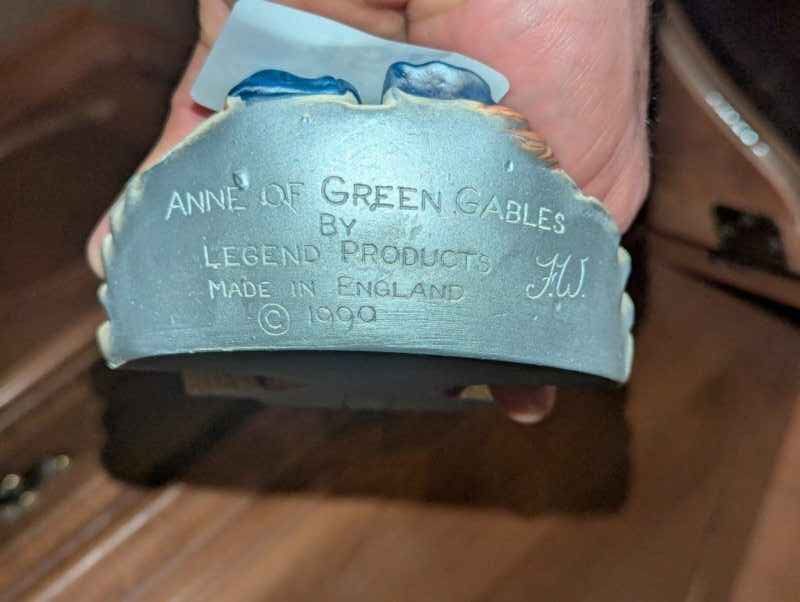 ANNE OF GREEN GABLES
BY
LEGEND PRODUCTS
MADE IN ENGLAND
© 1990
F.W.